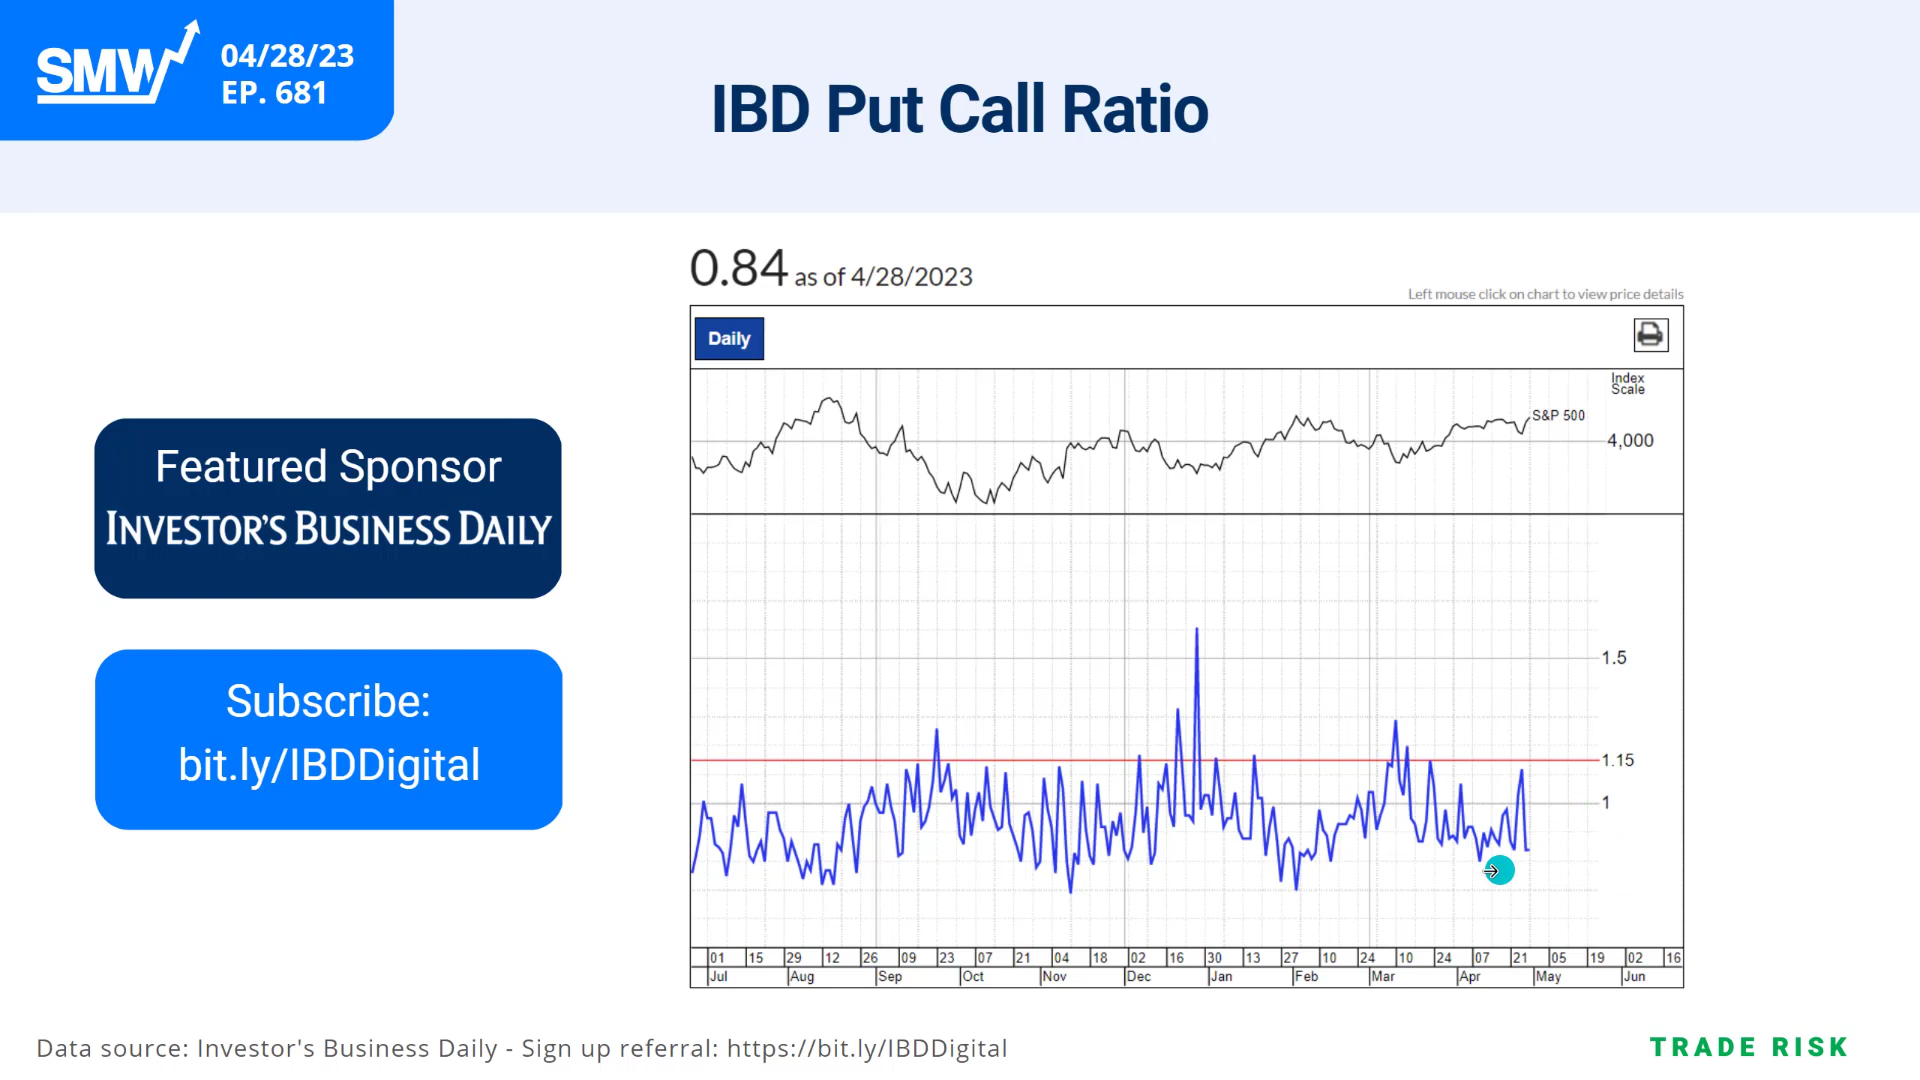 SMW
04/28/23
EP. 681
IBD Put Call Ratio
0.84 as of 4/28/2023
Left mouse click on chart to view price details
Daily
Index
Scale
S&P 500
4,000
Featured Sponsor
INVESTOR'S BUSINESS DAILY
Subscribe:
bit.ly/IBDDigital
1.5
1.15
1
01 15 29 12 26 09 23 07 21 04 18 02 16 30 13 27 10 24 10 24 07 21 05 19 02 16
Jul Aug Sep Oct Nov Dec Jan Feb Mar Apr May Jun
Data source: Investor's Business Daily - Sign up referral: https://bit.ly/IBDDigital
TRADE RISK